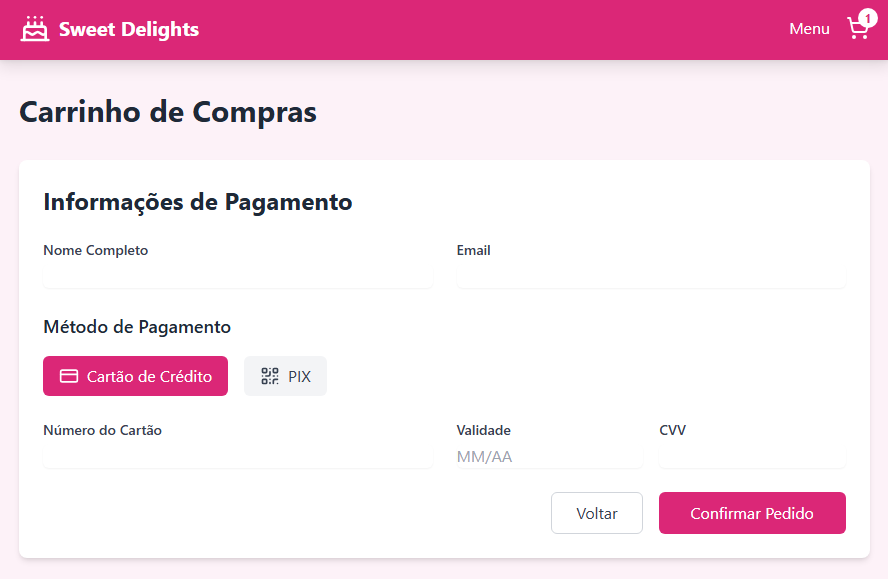 Sweet Delights
Menu
1
Carrinho de Compras
Informações de Pagamento
Nome Completo
Email
Método de Pagamento
Cartão de Crédito
PIX
Número do Cartão
Validade
CVV
MM/AA
Voltar
Confirmar Pedido